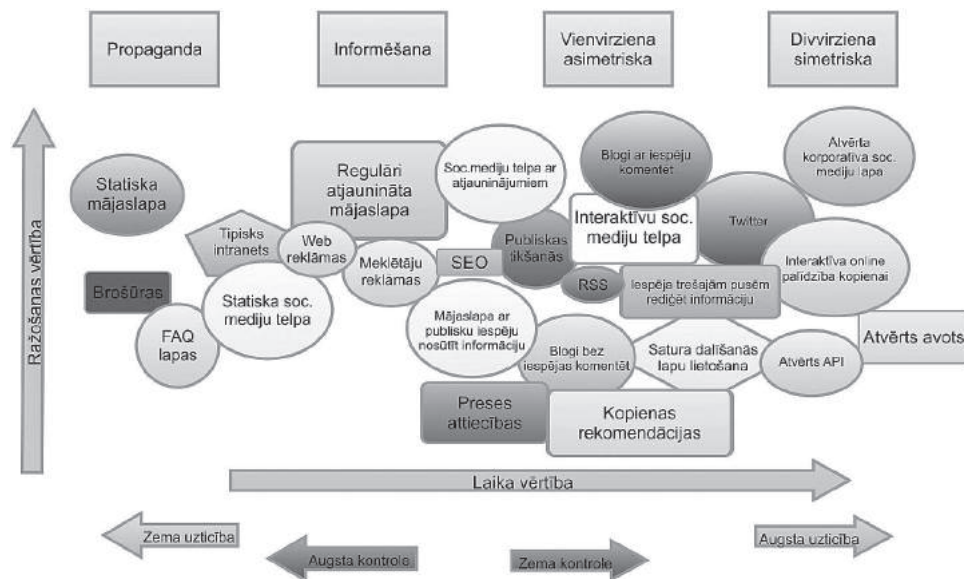 Propaganda
Informēšana
Vienvirziena
asimetriska
Divvirziena
simetriska
Ražošanas vērtība
Statiska
mājaslapa
Tipisks
intranets
Brošūras
FAQ
lapas
Statiska soc.
mediju telpa
Regulāri
atjaunināta
mājaslapa
Web
reklāmas
Meklētāju
reklāmas
Soc.mediju telpa ar
atjauninājumiem
SEO
Publiskas
tikšanās
Mājaslapa ar
publisku iespēju
nosūtīt informāciju
Preses
attiecības
Blogi ar iespēju
komentēt
Interaktīvu soc.
mediju telpa
RSS
Iespēja trešajām pusēm
rediģēt informāciju
Blogi bez
iespējas komentēt
Satura dalīšanās
lapu lietošana
Kopienas
rekomendācijas
Twitter
Atvērta
korporatīva soc.
mediju lapa
Interaktīva online
palīdzība kopienai
Atvērts API
Atvērts avots
Laika vērtība
Zema uzticība
Augsta kontrole
Zema kontrole
Augsta uzticība